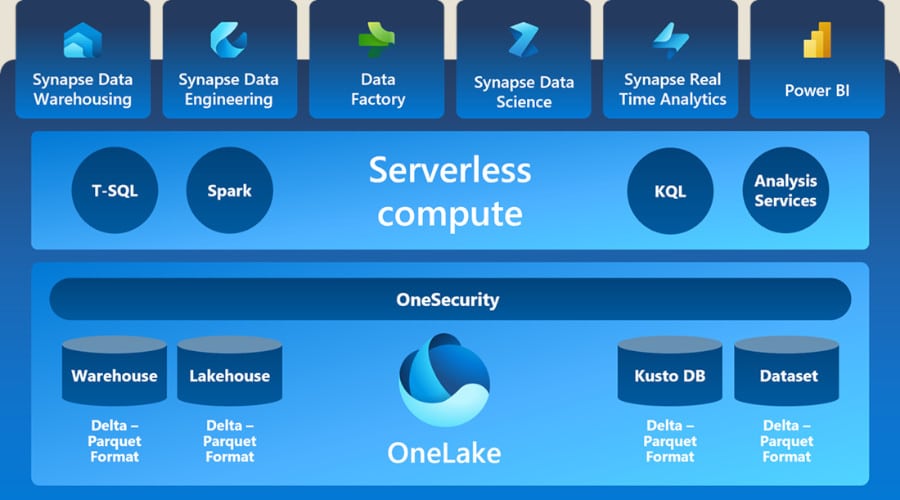 Synapse Data
Warehousing
Synapse Data
Engineering
Data
Factory
Synapse Data
Science
Synapse Real
Time Analytics
Power BI
T-SQL
Spark
Serverless
compute
KQL
Analysis
Services
OneSecurity
Warehouse
Lakehouse
Kusto DB
Dataset
Delta –
Parquet
Format
Delta –
Parquet
Format
OneLake
Delta –
Parquet
Format
Delta –
Parquet
Format